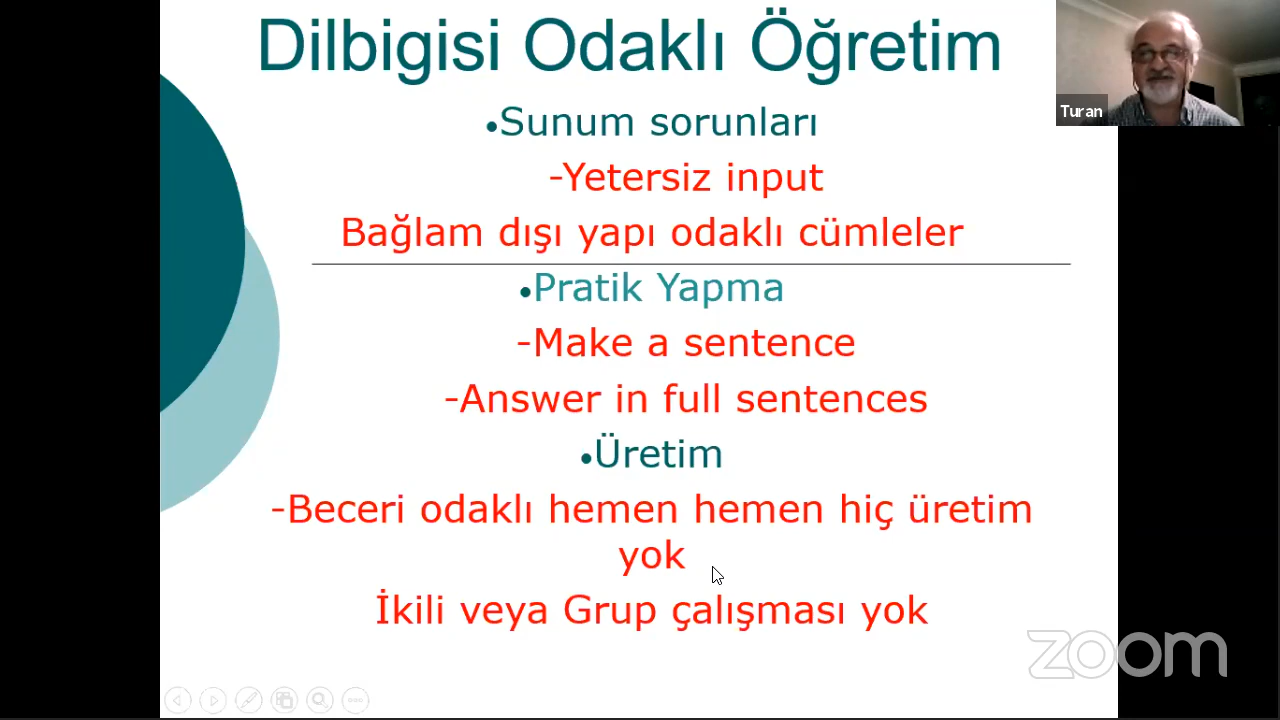 Dilbigisi Odaklı Öğretim
•Sunum sorunları
-Yetersiz input
Bağlam dışı yapı odaklı cümleler
•Pratik Yapma
-Make a sentence
-Answer in full sentences
•Üretim
-Beceri odaklı hemen hemen hiç üretim
yok
İkili veya Grup çalışması yok
Turan
zoom